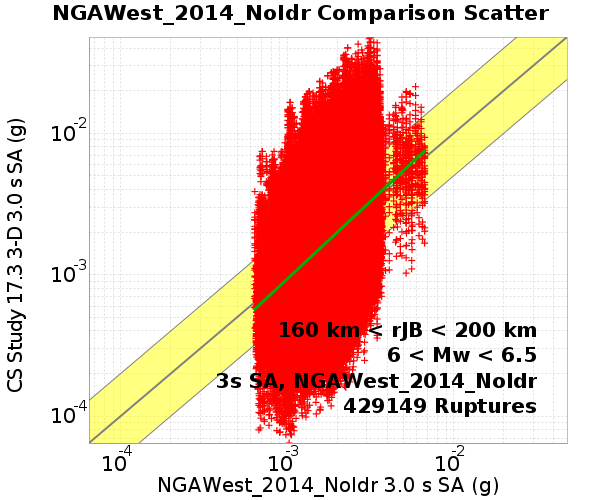 NGAWest_2014_NoIdr Comparison Scatter
CS Study 17.3 3-D 3.0 s SA (g)
10-2
10-3
10-4
160 km < rJB < 200 km
6 < Mw < 6.5
3s SA, NGAWest_2014_NoIdr
429149 Ruptures
10-4 10-3 10-2
NGAWest_2014_NoIdr 3.0 s SA (g)